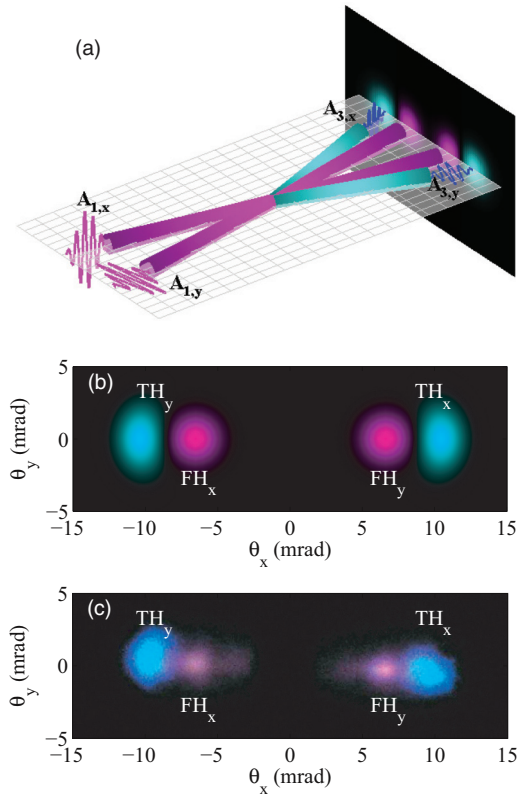 (a)
A3,x
A1,x
A3,y
A1,y
(b)
5
0
−5
θy (mrad)
THy
THx
FHx
FHy
−15 −10 −5 0 5 10 15
θx (mrad)
(c)
5
0
−5
θy (mrad)
THy
THx
FHx
FHy
−15 −10 −5 0 5 10 15
θx (mrad)